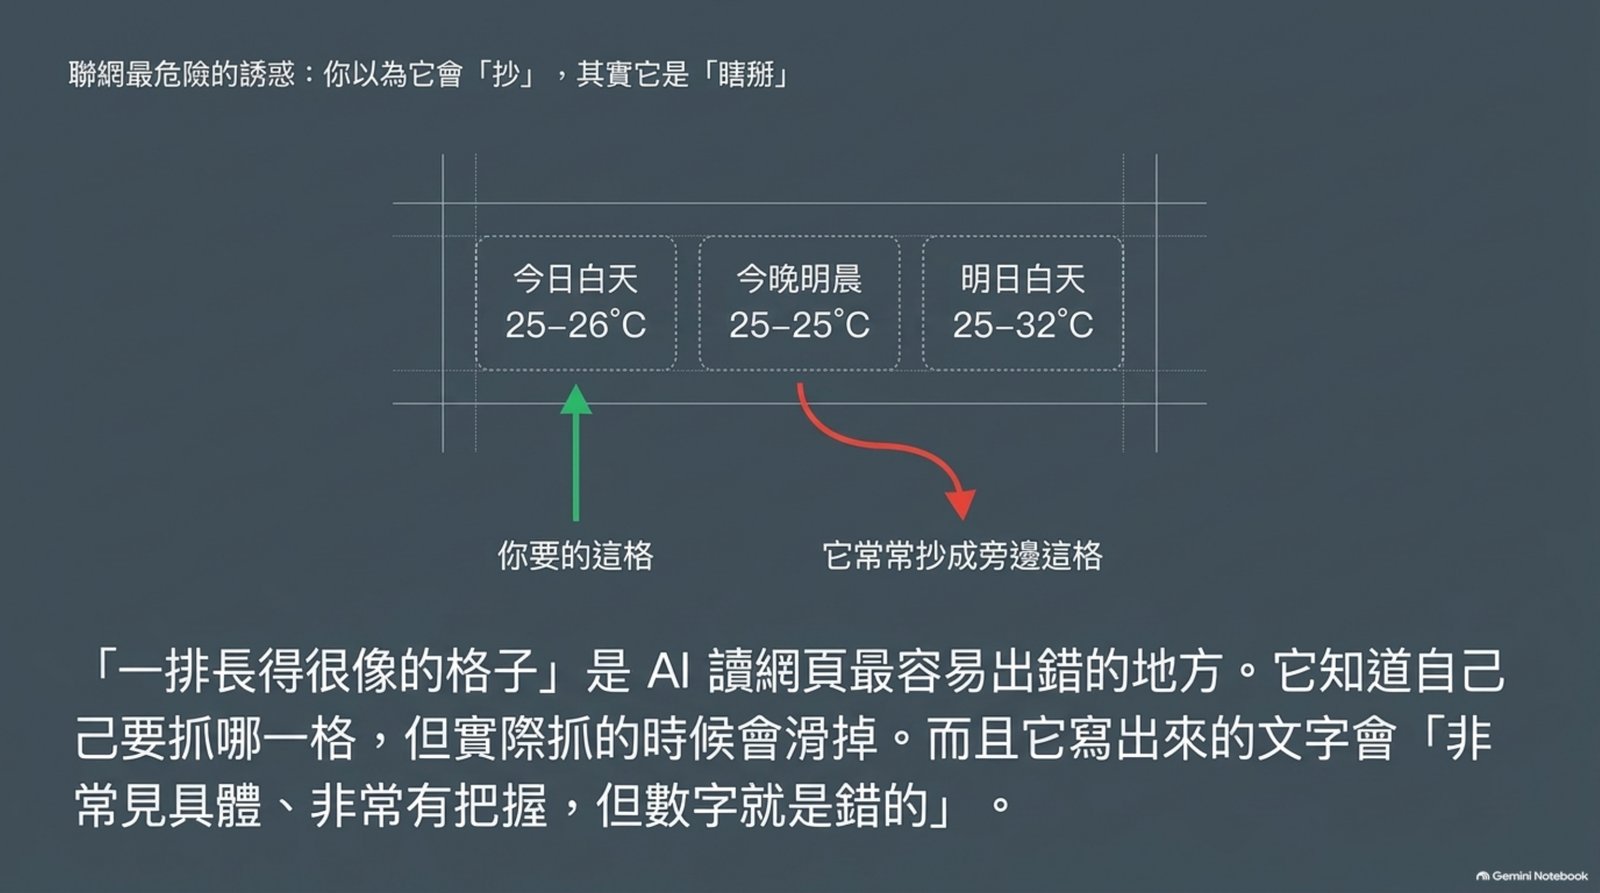 聯網最危險的誘惑：你以為它會「抄」，其實它是「瞎掰」
今日白天
25–26°C
今晚明晨
25–25°C
明日白天
25–32°C
你要的這格
它常常抄成旁邊這格
「一排長得很像的格子」是 AI 讀網頁最容易出錯的地方。它知道自己
己要抓哪一格，但實際抓的時候會滑掉。而且它寫出來的文字會「非
常見具體、非常有把握，但數字就是錯的」。
Gemini Notebook